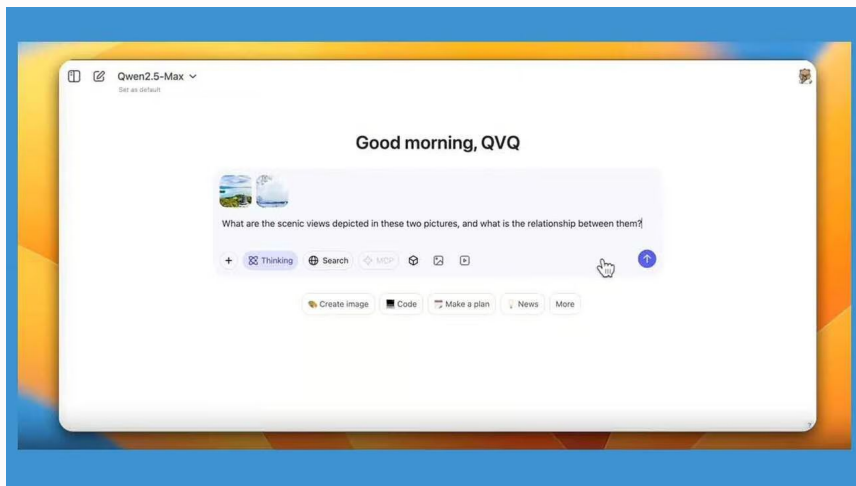 Qwen2.5-Max
Set as default
Good morning, QVQ
What are the scenic views depicted in these two pictures, and what is the relationship between them?
+ Thinking Search MCP
Create image Code Make a plan News More
?